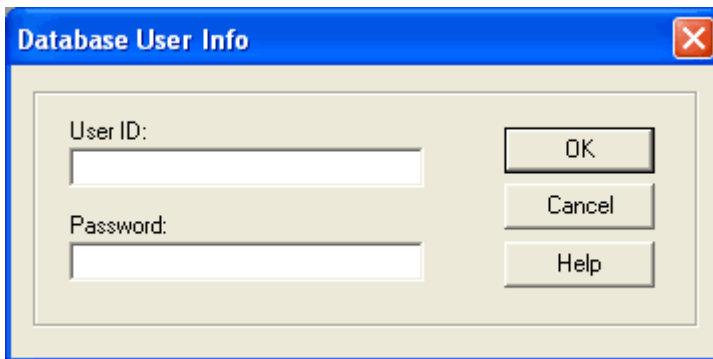 Database User Info
User ID:
OK
Cancel
Password:
Help